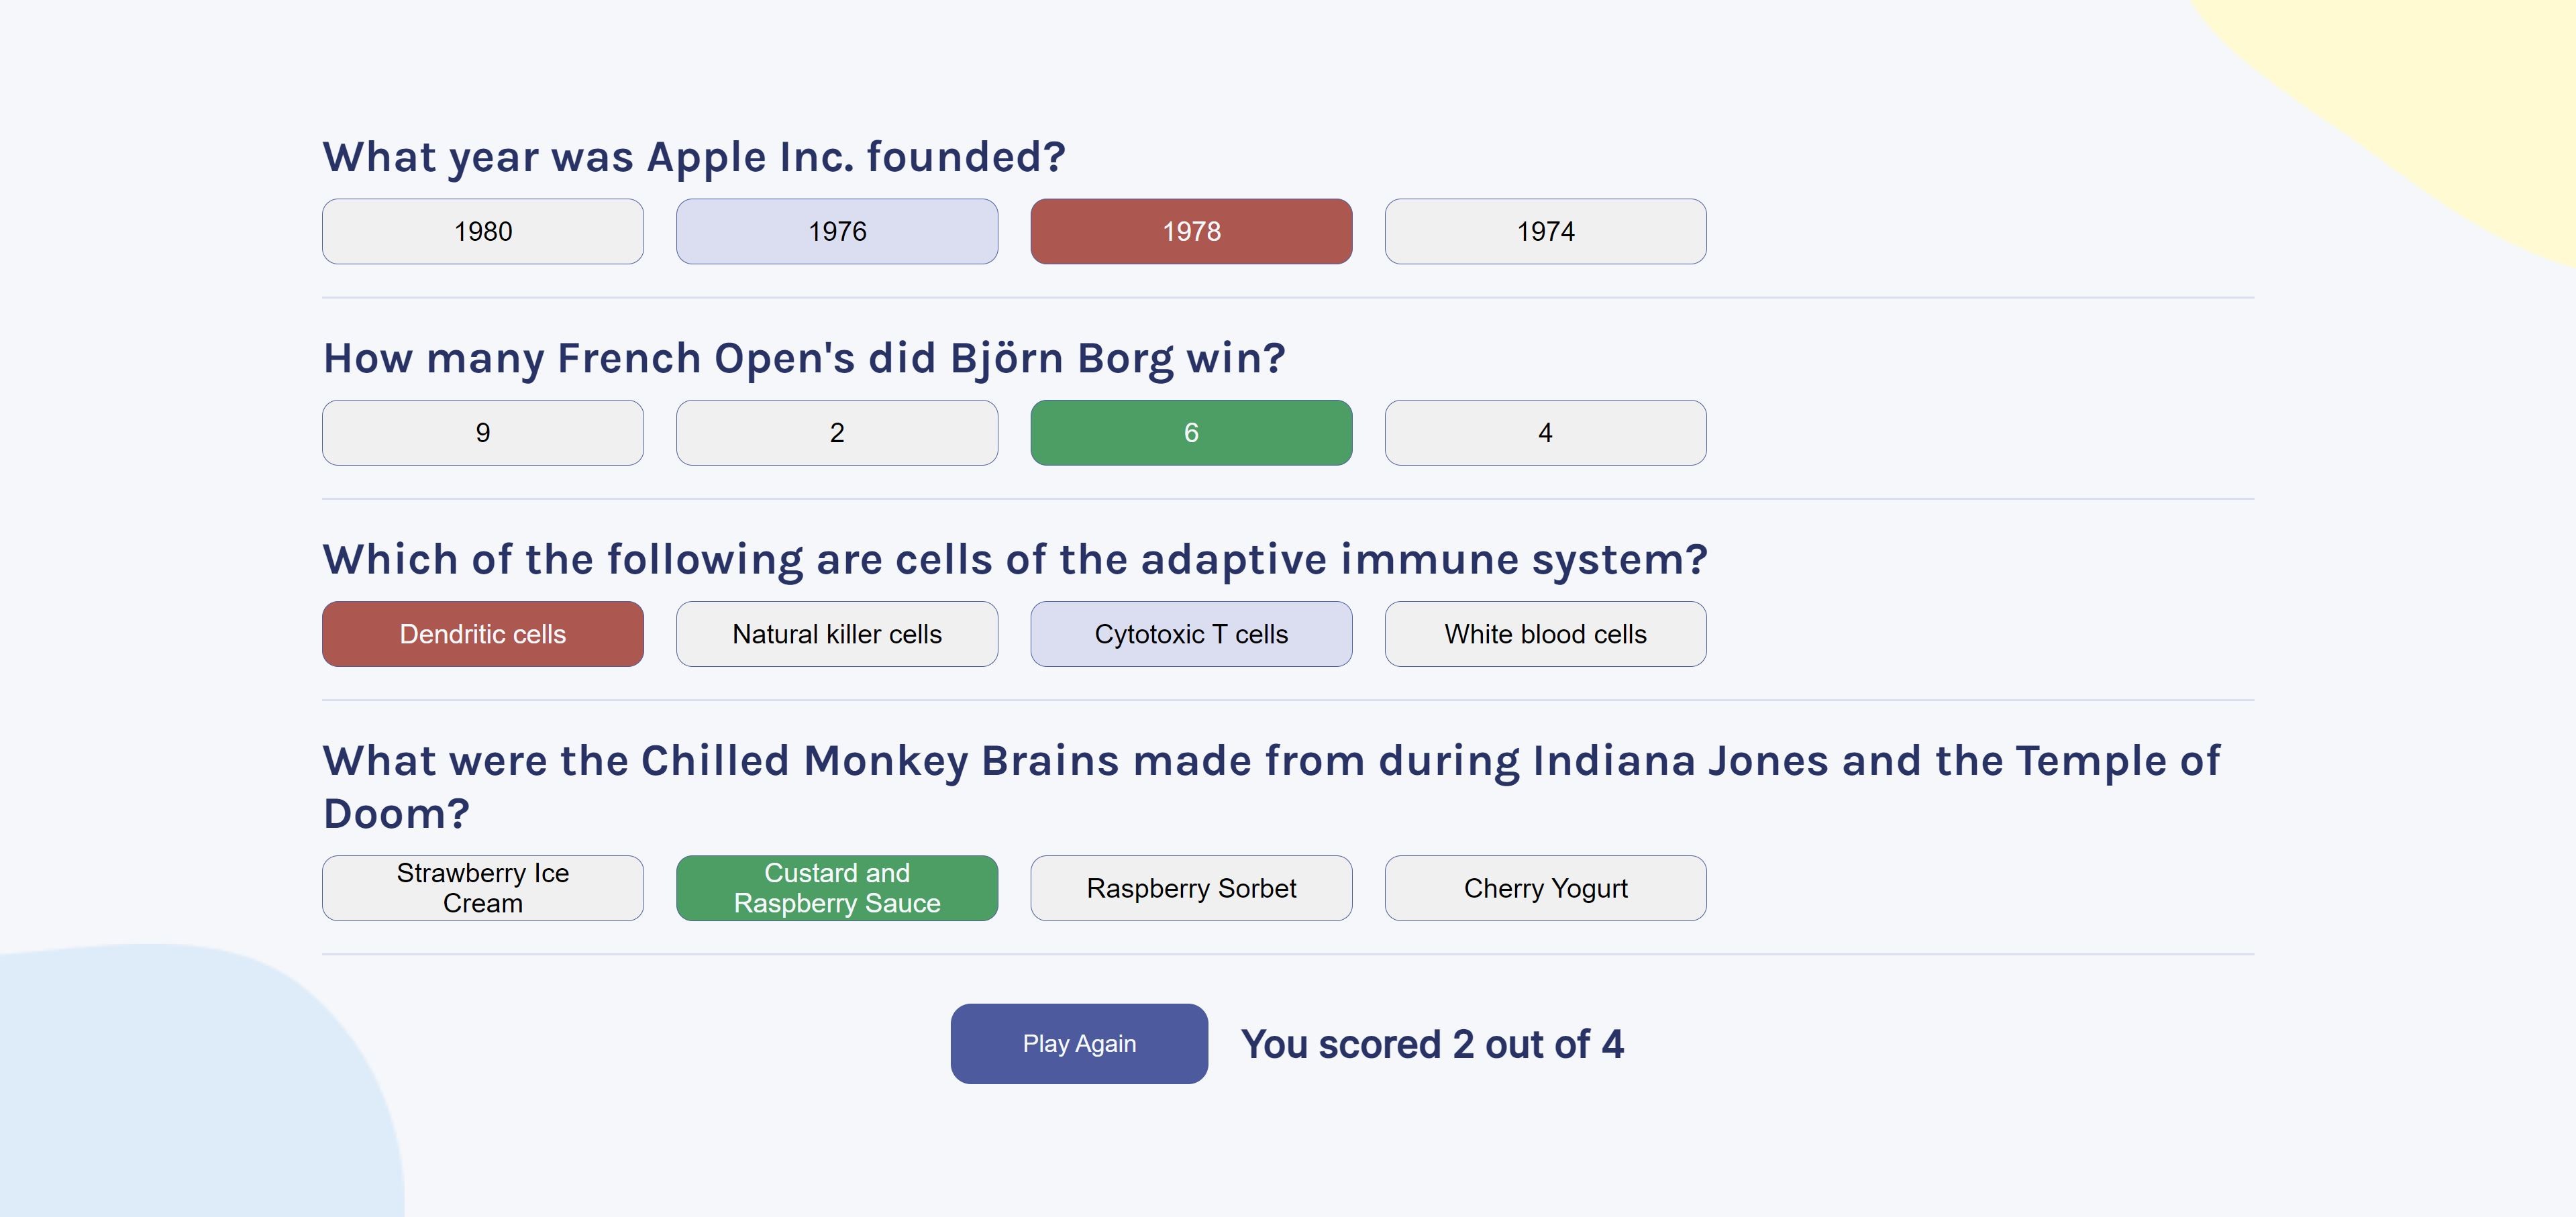 What year was Apple Inc. founded?
1980 1976 1978 1974
How many French Open's did Björn Borg win?
9 2 6 4
Which of the following are cells of the adaptive immune system?
Dendritic cells Natural killer cells Cytotoxic T cells White blood cells
What were the Chilled Monkey Brains made from during Indiana Jones and the Temple of
Doom?
Strawberry Ice
Cream
Custard and
Raspberry Sauce
Raspberry Sorbet
Cherry Yogurt
Play Again
You scored 2 out of 4